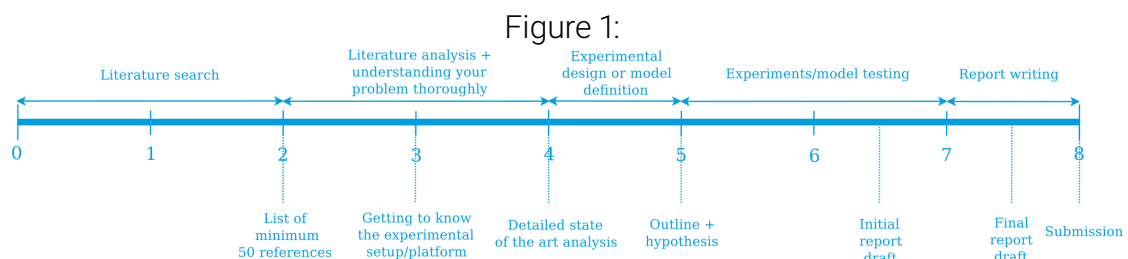 Figure 1:
Literature search
Literature analysis +
understanding your
problem thoroughly
Experimental
design or model
definition
Experiments/model testing
Report writing
0
1
2
3
4
5
6
7
8
List of
minimum
50 references
Getting to know
the experimental
setup/platform
Detailed state
of the art analysis
Outline +
hypothesis
Initial
report
draft
Final
report
draft
Submission